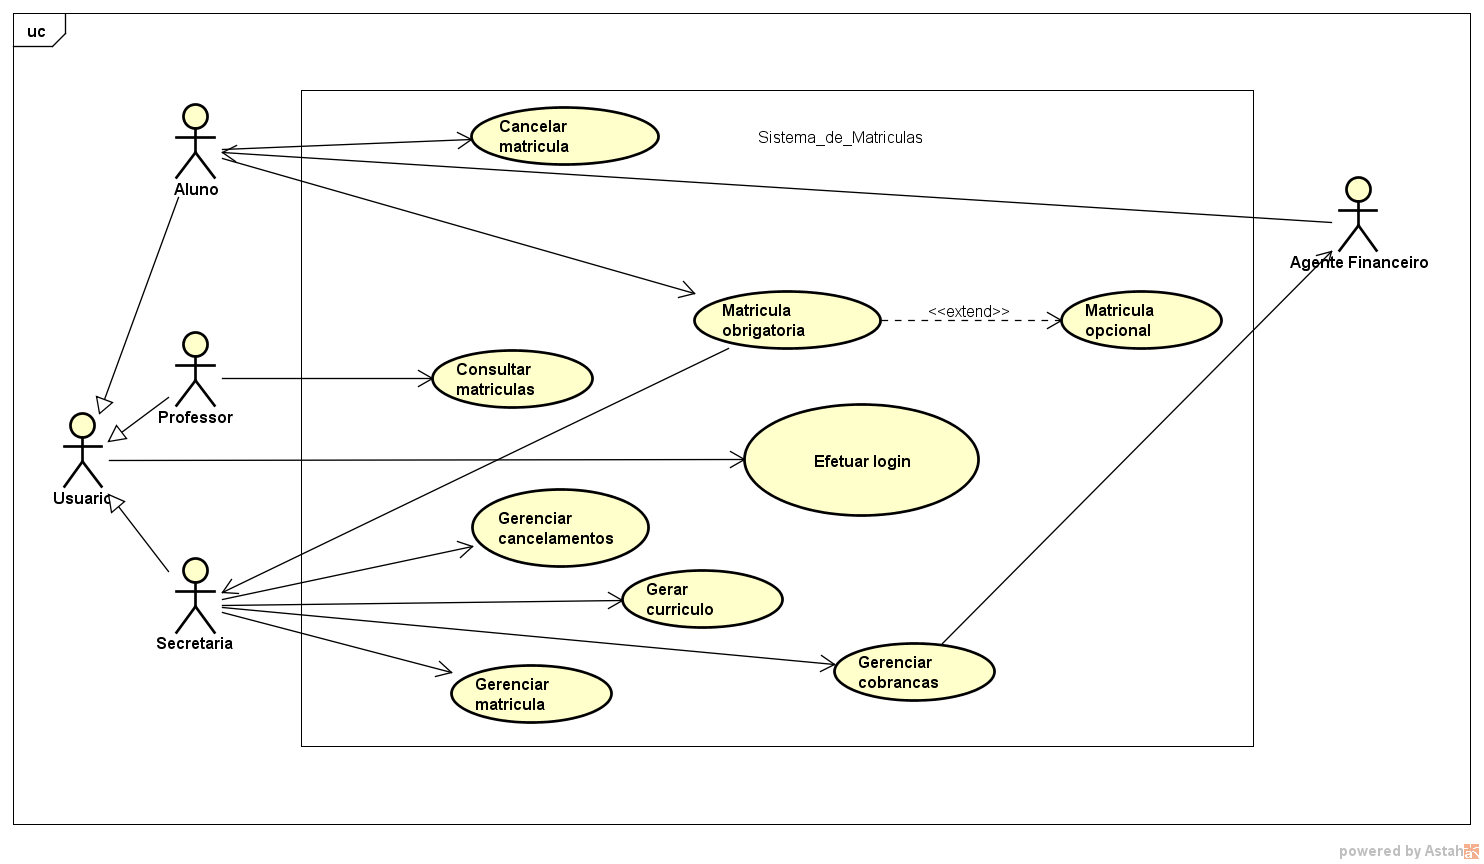 uc
Cancelar
matricula
Sistema_de_Matriculas
Aluno
Agente Financeiro
Matricula
obrigatoria
<<extend>>
Matricula
opcional
Consultar
matriculas
Professor
Efetuar login
Usuario
Gerenciar
cancelamentos
Gerar
curriculo
Secretaria
Gerenciar
cobrancas
Gerenciar
matricula
powered by Astah